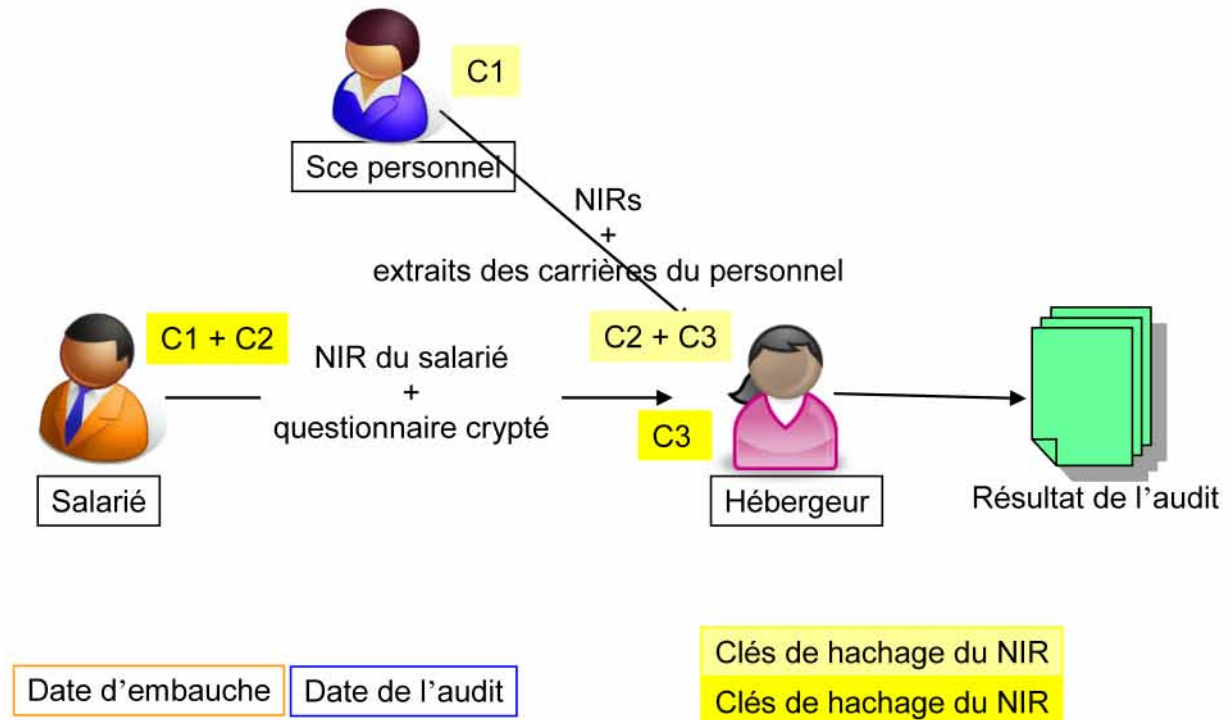 C1
Sce personnel
NIRs
+
extraits des carrières du personnel
C1 + C2
NIR du salarié
+
questionnaire crypté
C2 + C3
C3
Salarié
Hébergeur
Résultat de l’audit
Date d’embauche
Date de l’audit
Clés de hachage du NIR
Clés de hachage du NIR